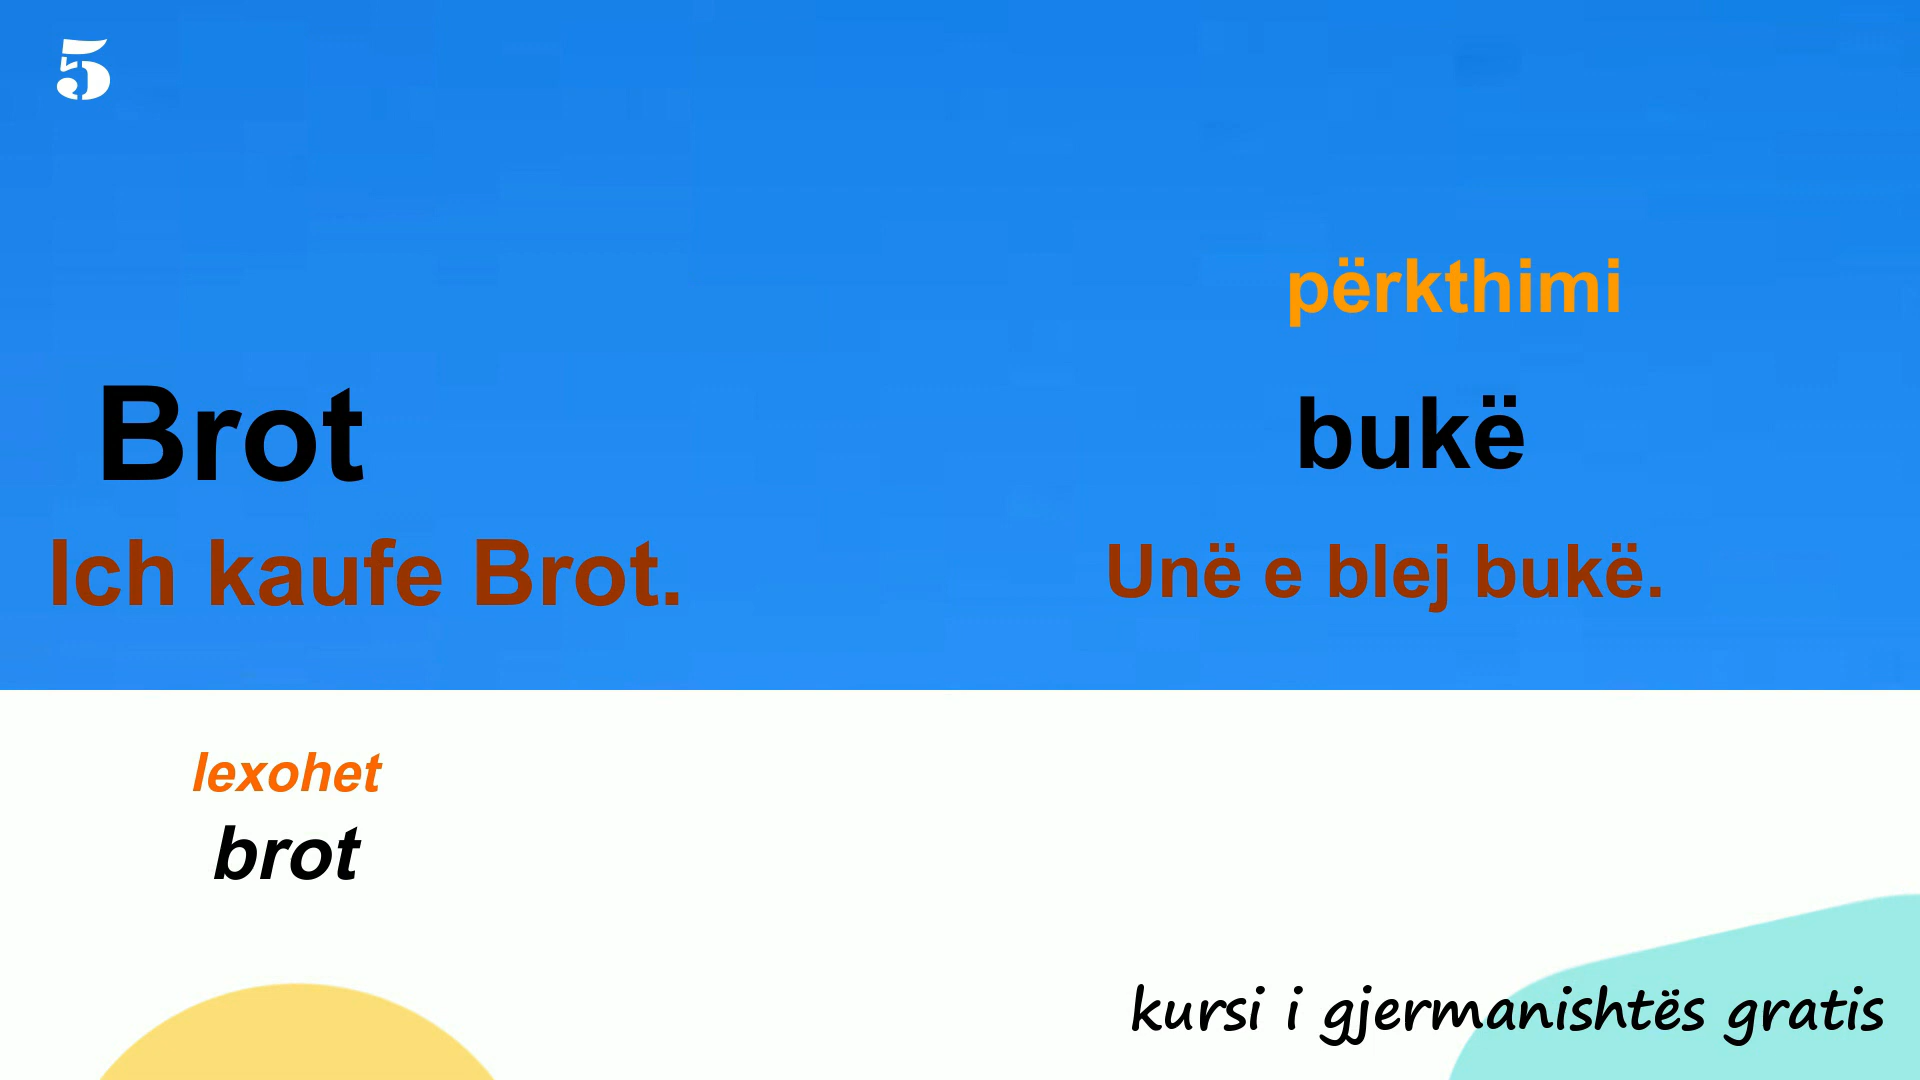 5
përkthimi
Brot
bukë
Ich kaufe Brot.
Unë e blej bukë.
lexohet
brot
kursi i gjermanishtës gratis